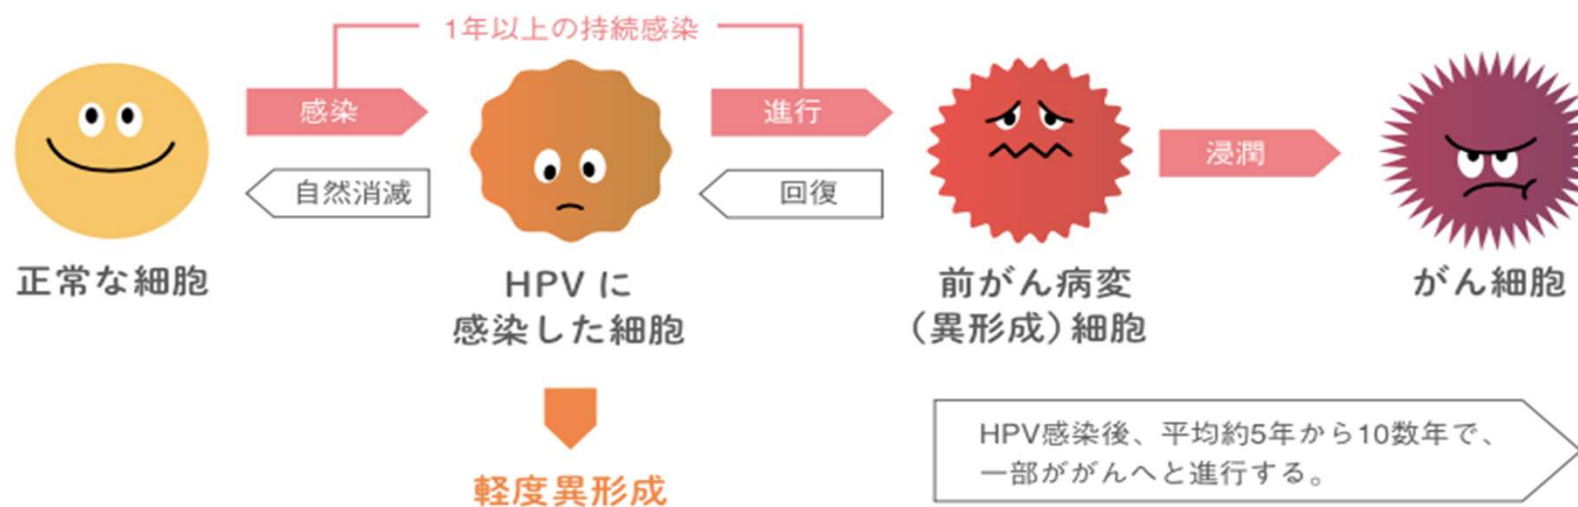 1年以上の持続感染
感染
進行
浸潤
自然消滅
回復
正常な細胞
HPV に
感染した細胞
前がん病変
（異形成）細胞
がん細胞
軽度異形成
HPV感染後、平均約5年から10数年で、
一部ががんへと進行する。